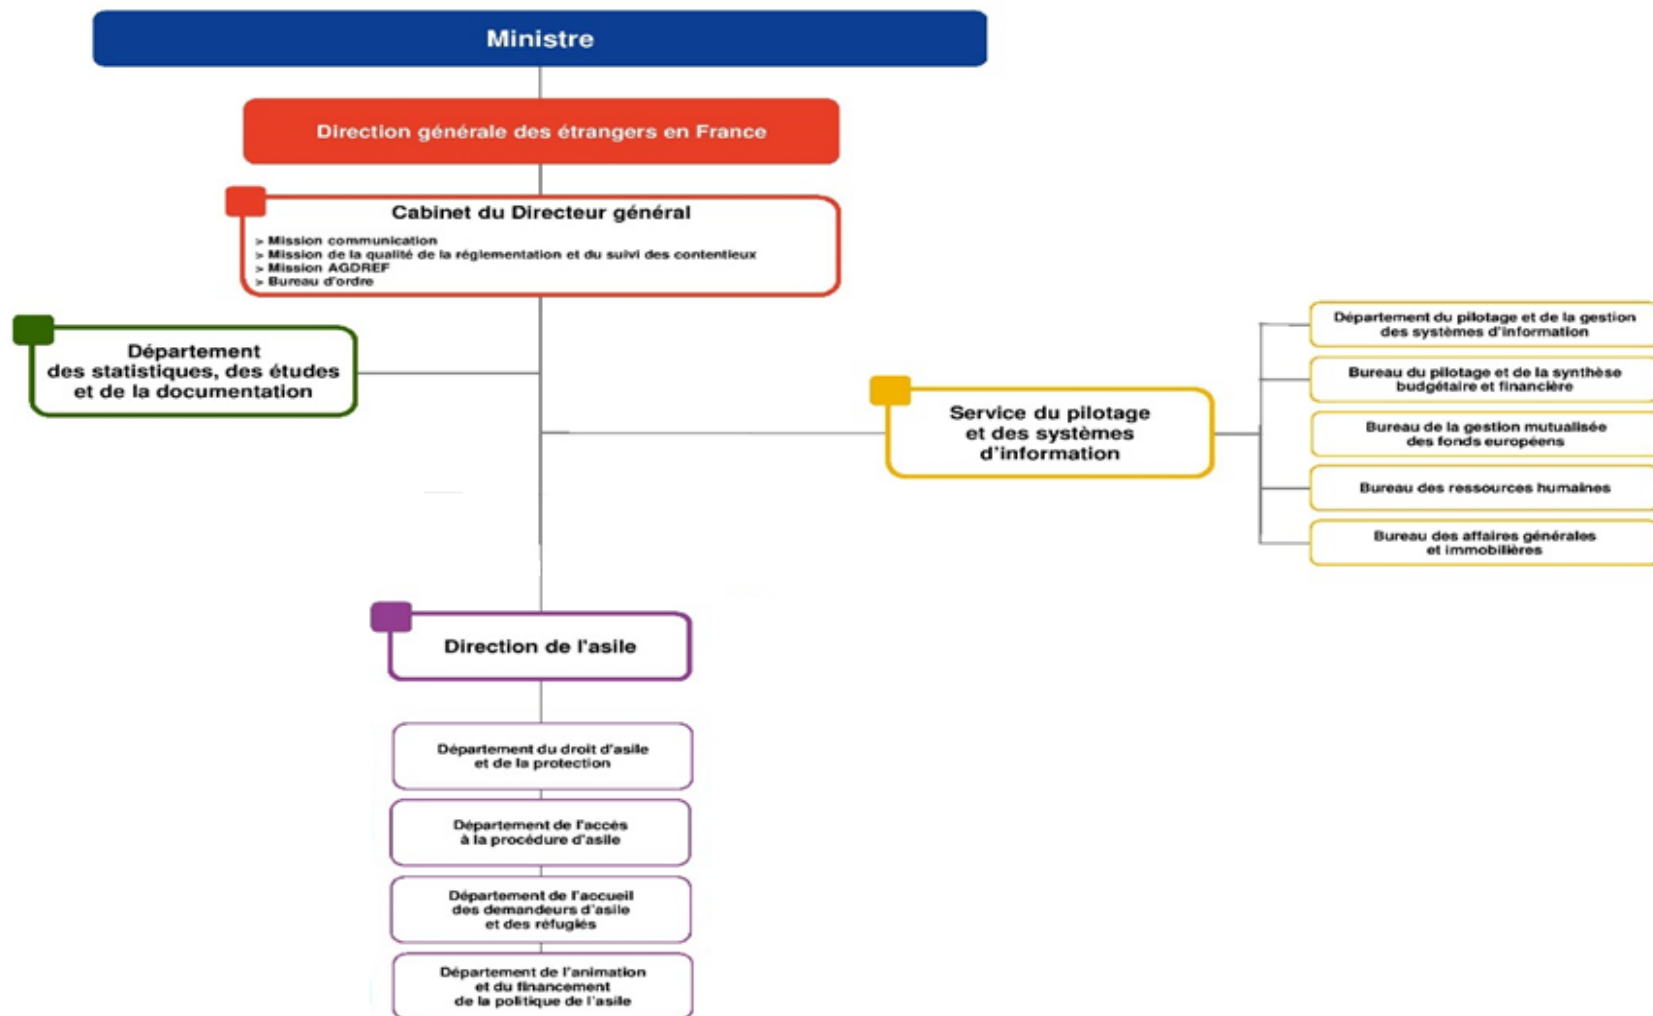 Ministre
Direction générale des étrangers en France
Cabinet du Directeur général
> Mission communication
> Mission de la qualité de la réglementation et du suivi des contentieux
> Mission AGDREF
> Bureau d'ordre
Département
des statistiques, des études
et de la documentation
Service du pilotage
et des systèmes
d'information
Département du pilotage et de la gestion
des systèmes d'information
Bureau du pilotage et de la synthèse
budgétaire et financière
Bureau de la gestion mutualisée
des fonds européens
Bureau des ressources humaines
Bureau des affaires générales
et immobilières
Direction de l'asile
Département du droit d'asile
et de la protection
Département de l'accès
à la procédure d'asile
Département de l'accueil
des demandeurs d'asile
et des réfugiés
Département de l'animation
et du financement
de la politique de l'asile